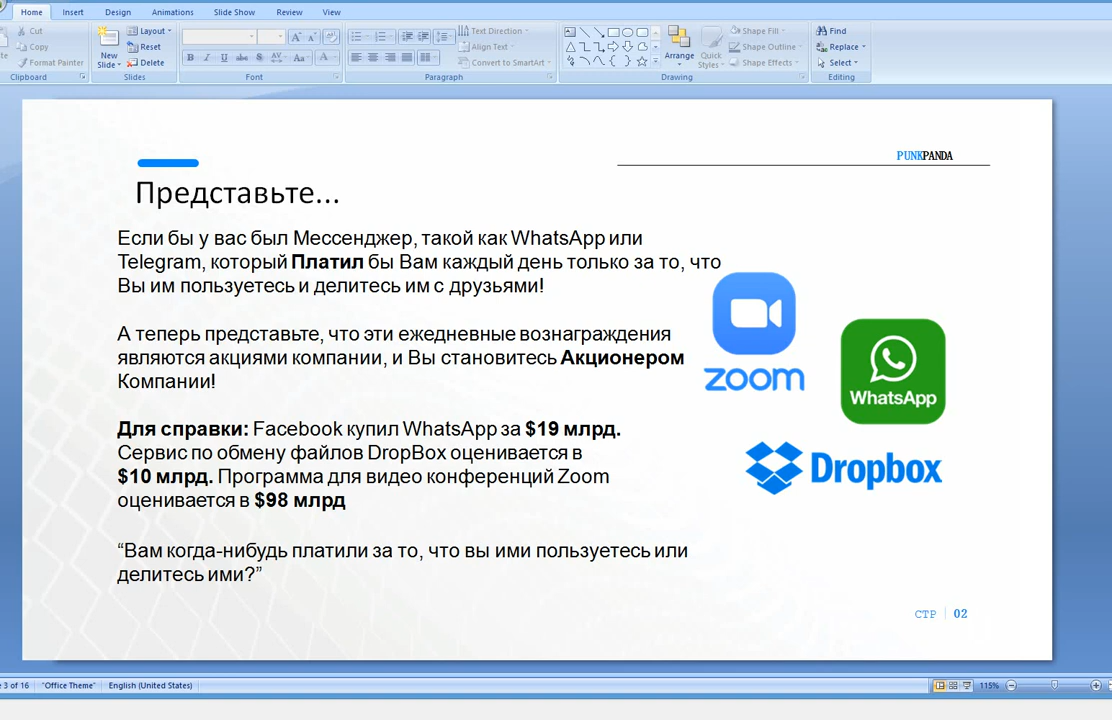 Home Insert Design Animations Slide Show Review View
Cut
Copy
Format Painter
Clipboard
New Slide
Layout
Reset
Delete
Slides
Font
Text Direction
Align Text
Convert to SmartArt
Paragraph
Arrange
Quick Styles
Shape Fill
Shape Outline
Shape Effects
Drawing
Find
Replace
Select
Editing
PUNKPANDA
Представьте...
Если бы у вас был Мессенджер, такой как WhatsApp или
Telegram, который Платил бы Вам каждый день только за то, что
Вы им пользуетесь и делитесь им с друзьями!
А теперь представьте, что эти ежедневные вознаграждения
являются акциями компании, и Вы становитесь Акционером
Компании!
Для справки: Facebook купил WhatsApp за $19 млрд.
Сервис по обмену файлов DropBox оценивается в
$10 млрд. Программа для видео конференций Zoom
оценивается в $98 млрд
“Вам когда-нибудь платили за то, что вы ими пользуетесь или
делитесь ими?”
zoom
WhatsApp
Dropbox
СТР 02
3 of 16 "Office Theme" English (United States) 115%